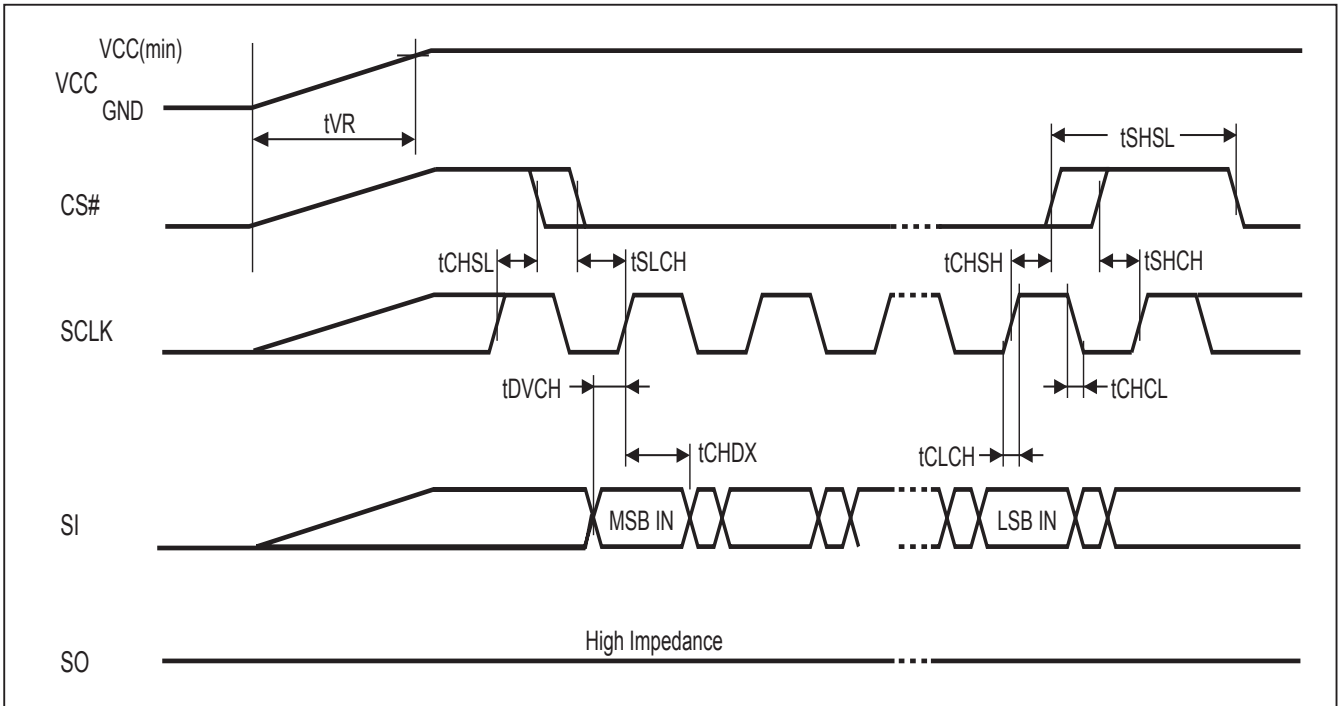 VCC(min)
VCC
GND
tVR
tSHSL
CS#
tCHSL
tSLCH
tCHSH
tSHCH
SCLK
tDVCH
tCHCL
tCHDX
tCLCH
SI
MSB IN
LSB IN
High Impedance
SO